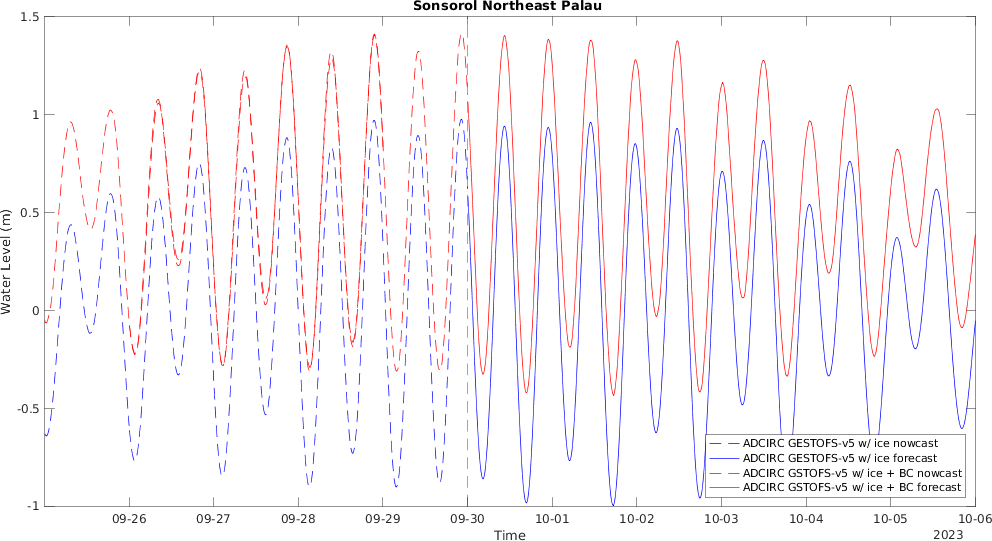 Sonsorol Northeast Palau
Water Level (m)
1.5
1
0.5
0
-0.5
-1
ADCIRC GESTOFS-v5 w/ ice nowcast
ADCIRC GESTOFS-v5 w/ ice forecast
ADCIRC GSTOFS-v5 w/ ice + BC nowcast
ADCIRC GSTOFS-v5 w/ ice + BC forecast
09-26 09-27 09-28 09-29 09-30 10-01 10-02 10-03 10-04 10-05 10-06
Time
2023